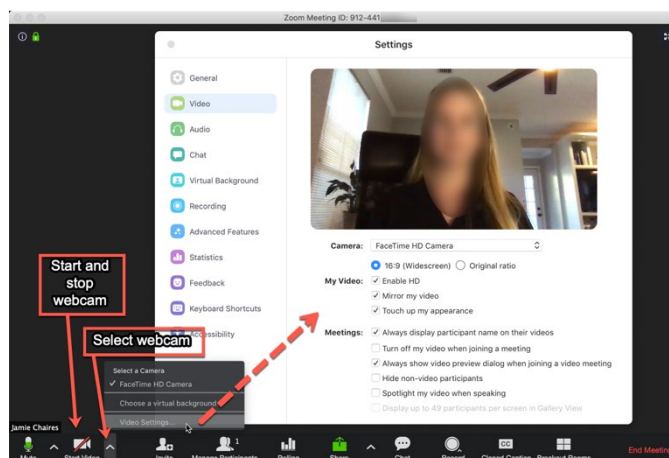 Zoom Meeting ID: 912-441
Settings
General
Video
Audio
Chat
Virtual Background
Recording
Advanced Features
Statistics
Feedback
Keyboard Shortcuts
Accessibility
Camera: FaceTime HD Camera
16:9 (Widescreen) Original ratio
My Video: Enable HD
Mirror my video
Touch up my appearance
Meetings: Always display participant name on their videos
Turn off my video when joining a meeting
Always show video preview dialog when joining a video meeting
Hide non-video participants
Spotlight my video when speaking
Display up to 49 participants per screen in Gallery View
Start and
stop
webcam
Select webcam
Select a Camera
FaceTime HD Camera
Choose a virtual background
Video Settings...
Jamie Chaires
Mute Start Video Invite Manage Participants 1 Polling Share Chat Record CC Closed Caption Breakout Rooms End Meeting